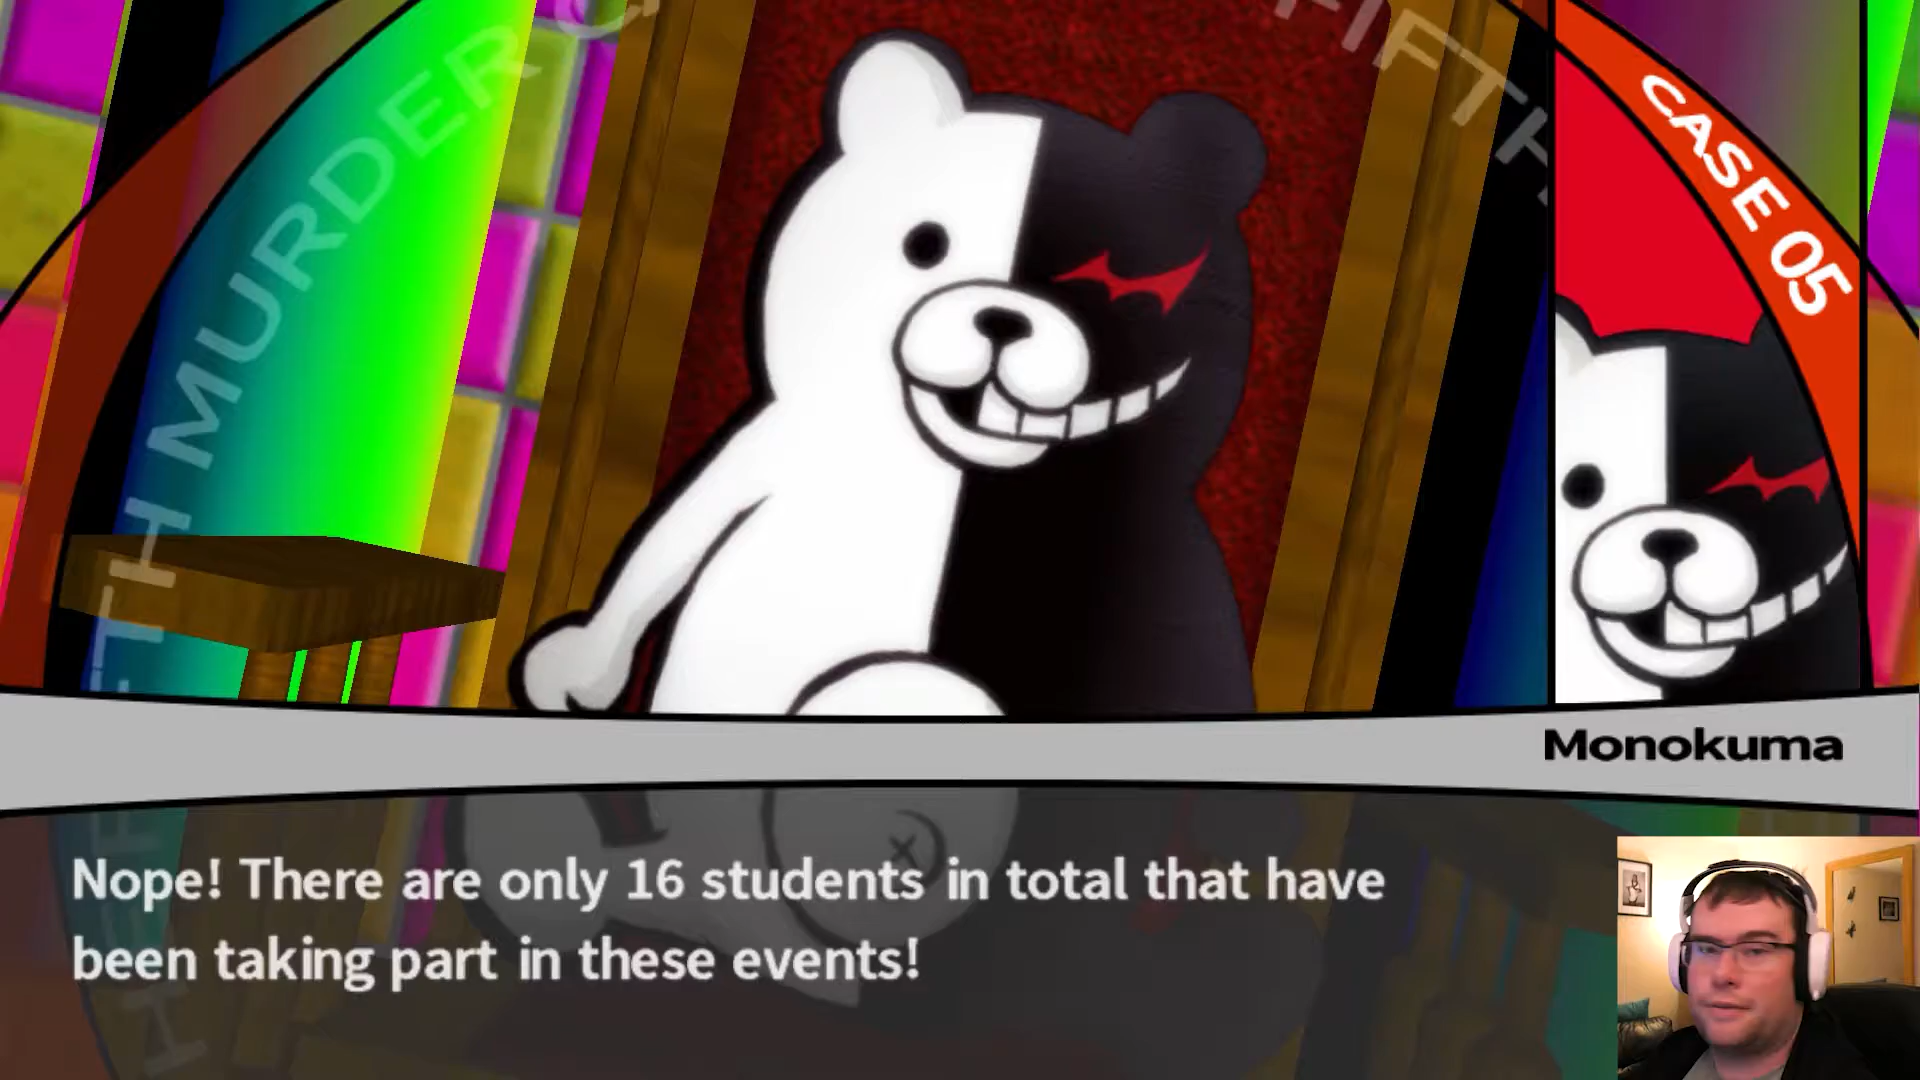 MURDER C
FIFTH
CASE 05
Monokuma
Nope! There are only 16 students in total that have
been taking part in these events!